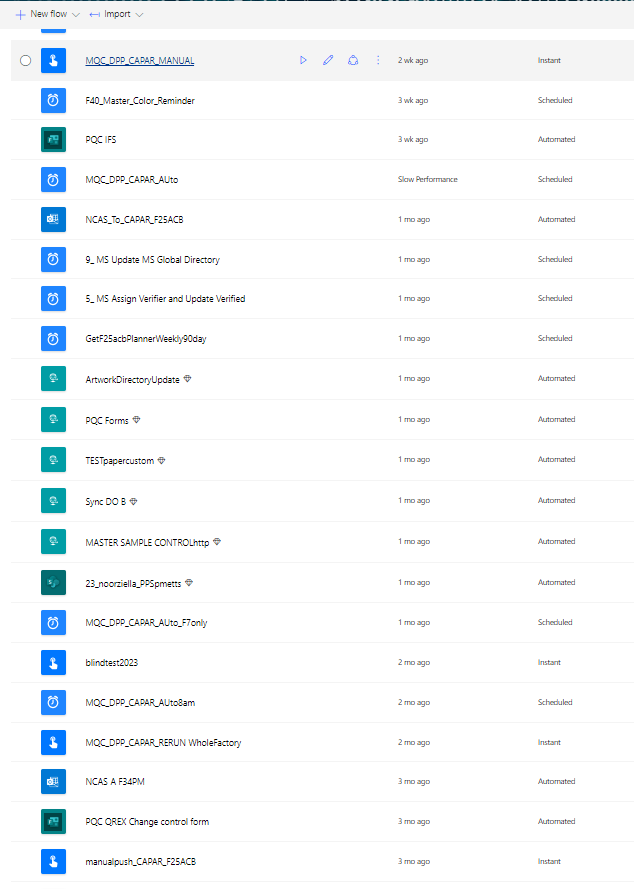 New flow Import
MQC_DPP_CAPAR_MANUAL 2 wk ago Instant
F40_Master_Color_Reminder 3 wk ago Scheduled
PQC IFS 3 wk ago Automated
MQC_DPP_CAPAR_AUto Slow Performance Scheduled
NCAS_To_CAPAR_F25ACB 1 mo ago Automated
9_ MS Update MS Global Directory 1 mo ago Scheduled
5_ MS Assign Verifier and Update Verified 1 mo ago Scheduled
GetF25acbPlannerWeekly90day 1 mo ago Scheduled
ArtworkDirectoryUpdate 1 mo ago Automated
PQC Forms 1 mo ago Automated
TESTpapercustom 1 mo ago Automated
Sync DO B 1 mo ago Automated
MASTER SAMPLE CONTROLhttp 1 mo ago Automated
23_noorziella_PPSpmetts 1 mo ago Automated
MQC_DPP_CAPAR_AUto_F7only 1 mo ago Scheduled
blindtest2023 2 mo ago Instant
MQC_DPP_CAPAR_AUto8am 2 mo ago Scheduled
MQC_DPP_CAPAR_RERUN WholeFactory 2 mo ago Instant
NCAS A F34PM 3 mo ago Automated
PQC QREX Change control form 3 mo ago Automated
manualpush_CAPAR_F25ACB 3 mo ago Instant